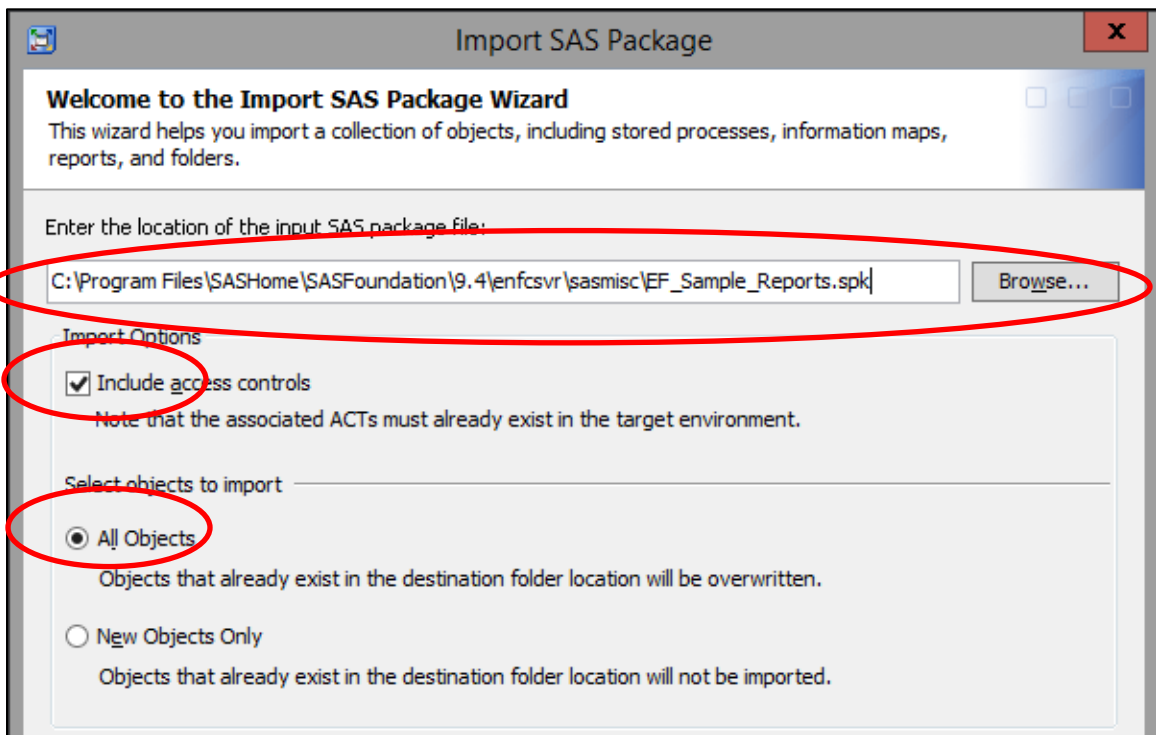 Import SAS Package
x
Welcome to the Import SAS Package Wizard
This wizard helps you import a collection of objects, including stored processes, information maps,
reports, and folders.
Enter the location of the input SAS package file:
C:\Program Files\SASHome\SASFoundation\9.4\enfcsvr\sasmisc\EF_Sample_Reports.spk
Browse...
Import Options
Include access controls
Note that the associated ACTs must already exist in the target environment.
Select objects to import
All Objects
Objects that already exist in the destination folder location will be overwritten.
New Objects Only
Objects that already exist in the destination folder location will not be imported.